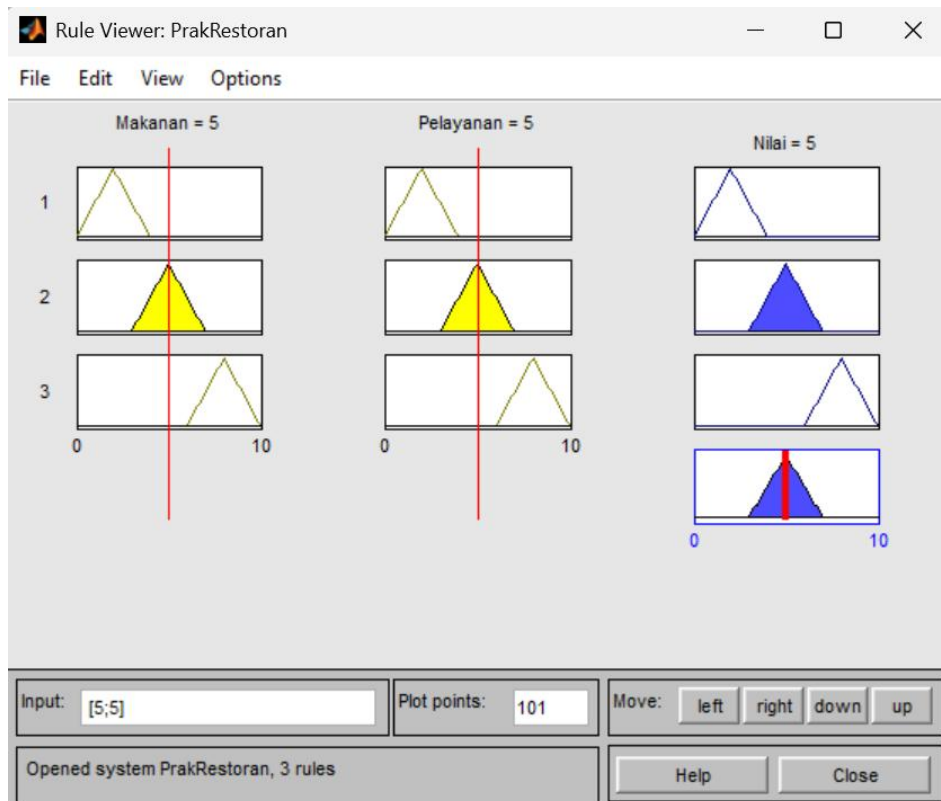 Rule Viewer: PrakRestoran
File Edit View Options
Makanan = 5 Pelayanan = 5 Nilai = 5
1
2
3
0 10 0 10
0 10
Input: [5;5] Plot points: 101 Move: left right down up
Opened system PrakRestoran, 3 rules Help Close